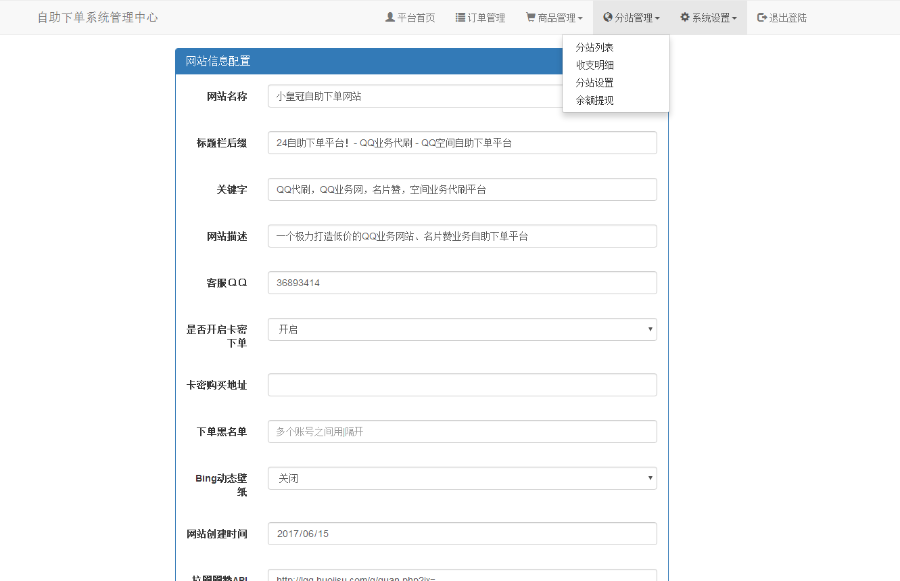 自助下单系统管理中心 平台首页 订单管理 商品管理 分站管理 系统设置 退出登陆
分站列表
收支明细
分站设置
余额提现
网站信息配置
网站名称 小皇冠自助下单网站
标题栏后缀 24自助下单平台! - QQ业务代刷 - QQ空间自助下单平台
关键字 QQ代刷，QQ业务网，名片赞，空间业务代刷平台
网站描述 一个极力打造低价的QQ业务网站、名片赞业务自助下单平台
客服QQ 36893414
是否开启卡密下单 开启
卡密购买地址
下单黑名单 多个账号之间用|隔开
Bing动态壁纸 关闭
网站创建时间 2017/06/15